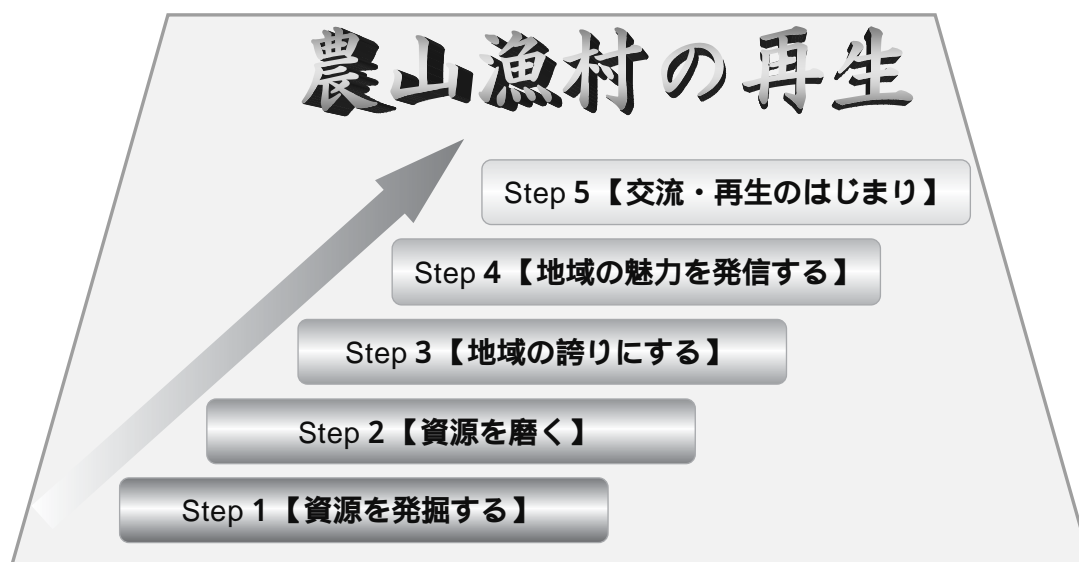 農山漁村の再生
Step 5【交流・再生のはじまり】
Step 4【地域の魅力を発信する】
Step 3【地域の誇りにする】
Step 2【資源を磨く】
Step 1【資源を発掘する】